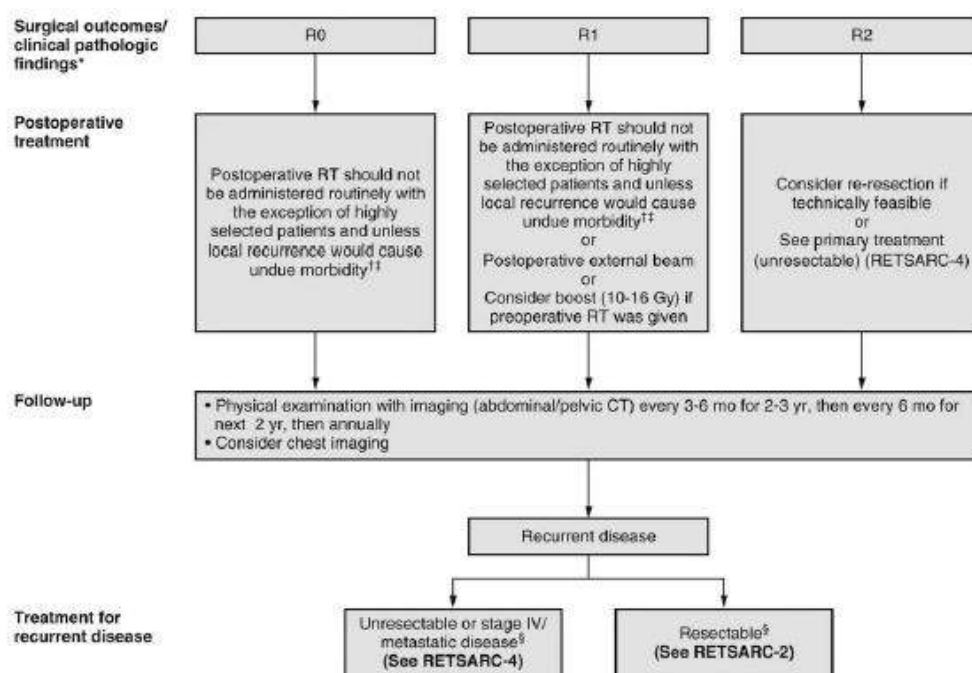 Surgical outcomes/
clinical pathologic
findings*
R0
R1
R2
Postoperative
treatment
Postoperative RT should not
be administered routinely with
the exception of highly
selected patients and unless
local recurrence would cause
undue morbidity†‡
Postoperative RT should not
be administered routinely with
the exception of highly
selected patients and unless
local recurrence would cause
undue morbidity†‡
or
Postoperative external beam
or
Consider boost (10-16 Gy) if
preoperative RT was given
Consider re-resection if
technically feasible
or
See primary treatment
(unresectable) (RETSARC-4)
Follow-up
• Physical examination with imaging (abdominal/pelvic CT) every 3-6 mo for 2-3 yr, then every 6 mo for
next 2 yr, then annually
• Consider chest imaging
Recurrent disease
Treatment for
recurrent disease
Unresectable or stage IV/
metastatic disease§
(See RETSARC-4)
Resectable§
(See RETSARC-2)